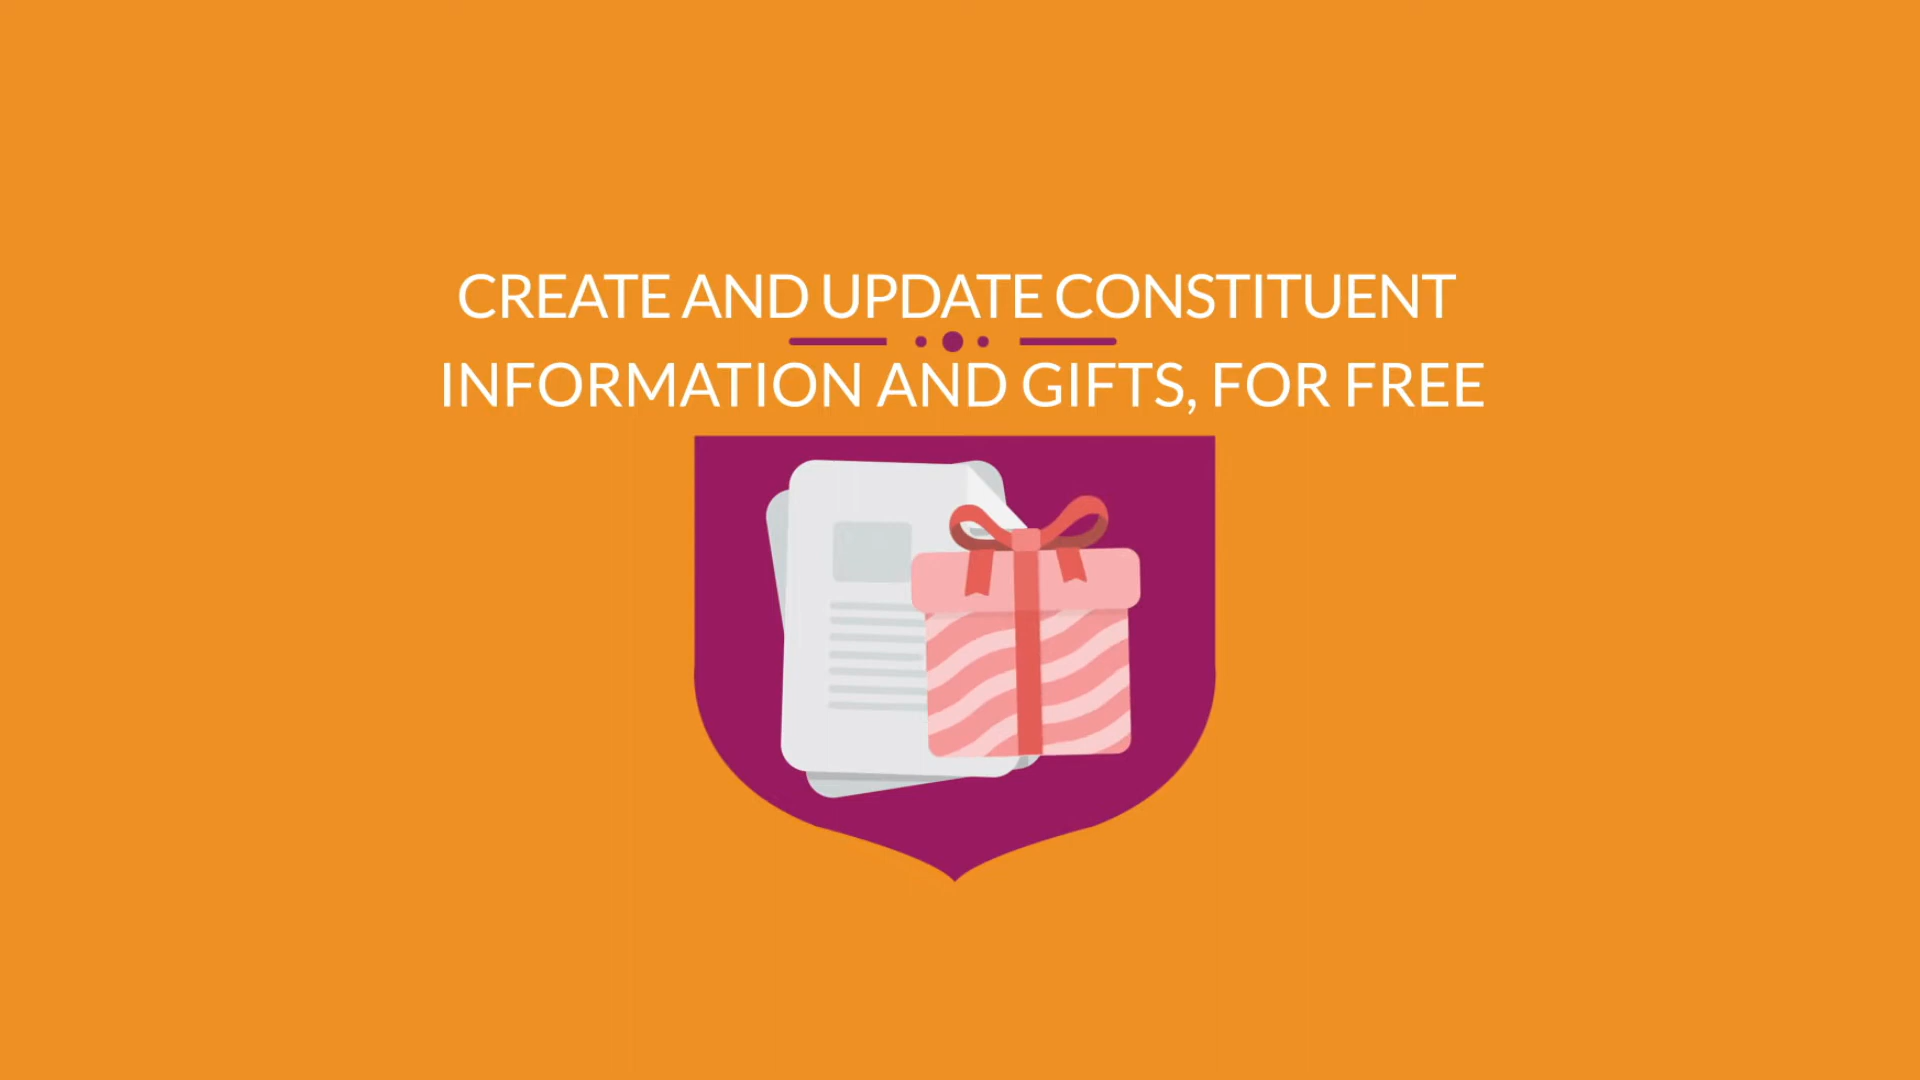 CREATE AND UPDATE CONSTITUENT
INFORMATION AND GIFTS, FOR FREE